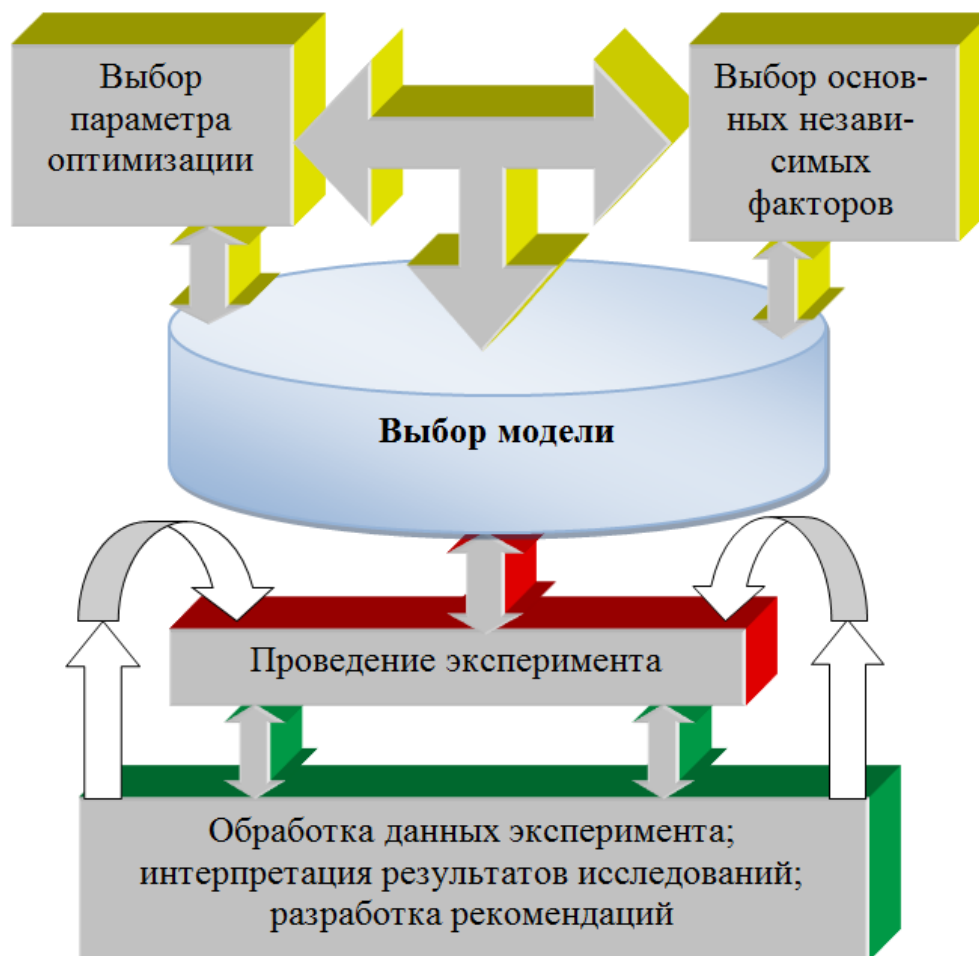 Выбор
параметра
оптимизации
Выбор основ-
ных незави-
симых
факторов
Выбор модели
Проведение эксперимента
Обработка данных эксперимента;
интерпретация результатов исследований;
разработка рекомендаций